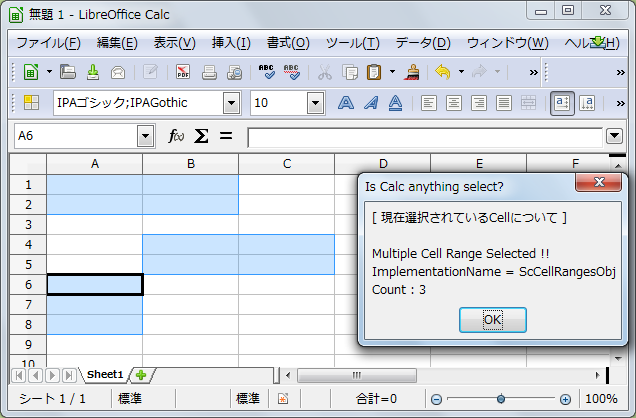 無題 1 - LibreOffice Calc
ファイル(F) 編集(E) 表示(V) 挿入(I) 書式(O) ツール(T) データ(D) ウィンドウ(W) ヘル (H)
PDF ABC ABC
IPAゴシック;IPAGothic 10
A6
A B C D E F
1
2
3
4
5
6
7
8
9
10
Is Calc anything select?
[ 現在選択されているCellについて ]
Multiple Cell Range Selected !!
ImplementationName = ScCellRangesObj
Count : 3
OK
Sheet1
シート 1 / 1 標準 標準 合計=0 100%